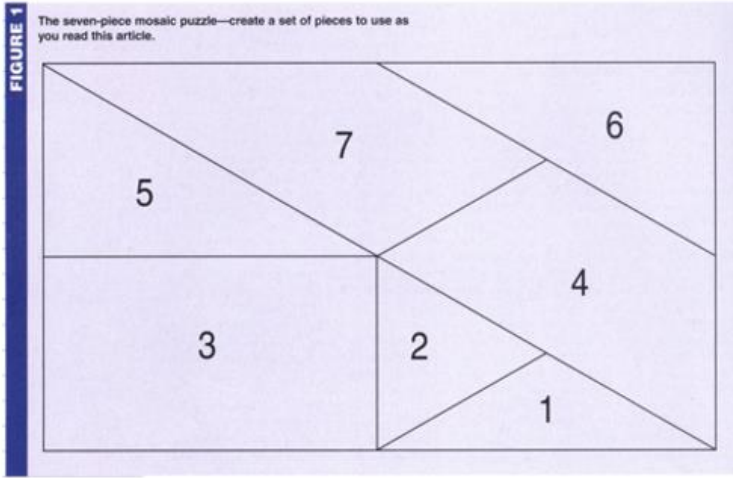 FIGURE 1
The seven-piece mosaic puzzle—create a set of pieces to use as
you read this article.
7
6
5
4
3
2
1